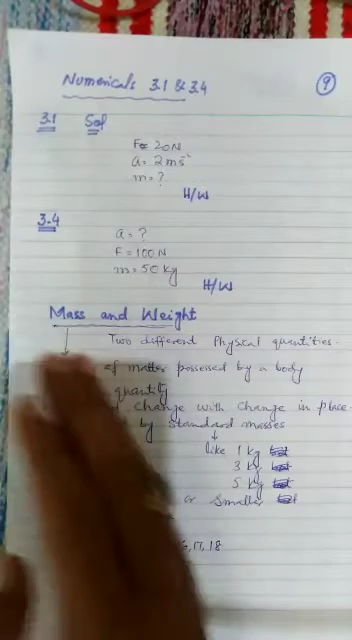 Numericals 3.1 & 3.4
9
3.1 Sol
F = 20N
a = 2ms⁻²
m = ?
H/W
3.4
a = ?
F = 100N
m = 50 kg
H/W
Mass and Weight
Two different Physical quantities.
of matter possessed by a body
quantity
change with change in place.
by standard masses
like 1 kg
3 kg
5 kg
or smaller
17, 18